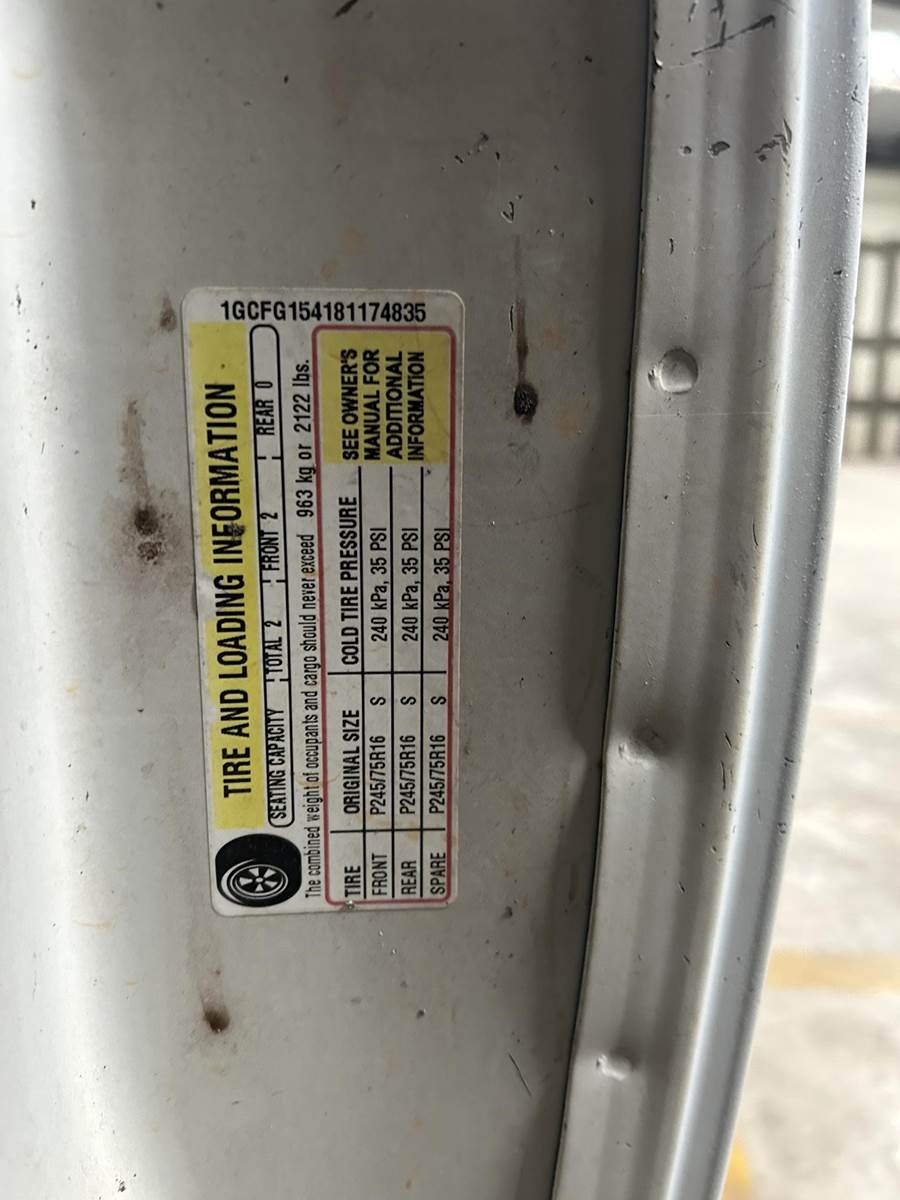 1GCFG154181174835
TIRE AND LOADING INFORMATION
SEATING CAPACITY TOTAL 2 FRONT 2 REAR 0
The combined weight of occupants and cargo should never exceed 963 kg or 2122 lbs.
TIRE ORIGINAL SIZE COLD TIRE PRESSURE
FRONT P245/75R16 S 240 kPa, 35 PSI
REAR P245/75R16 S 240 kPa, 35 PSI
SPARE P245/75R16 S 240 kPa, 35 PSI
SEE OWNER'S
MANUAL FOR
ADDITIONAL
INFORMATION